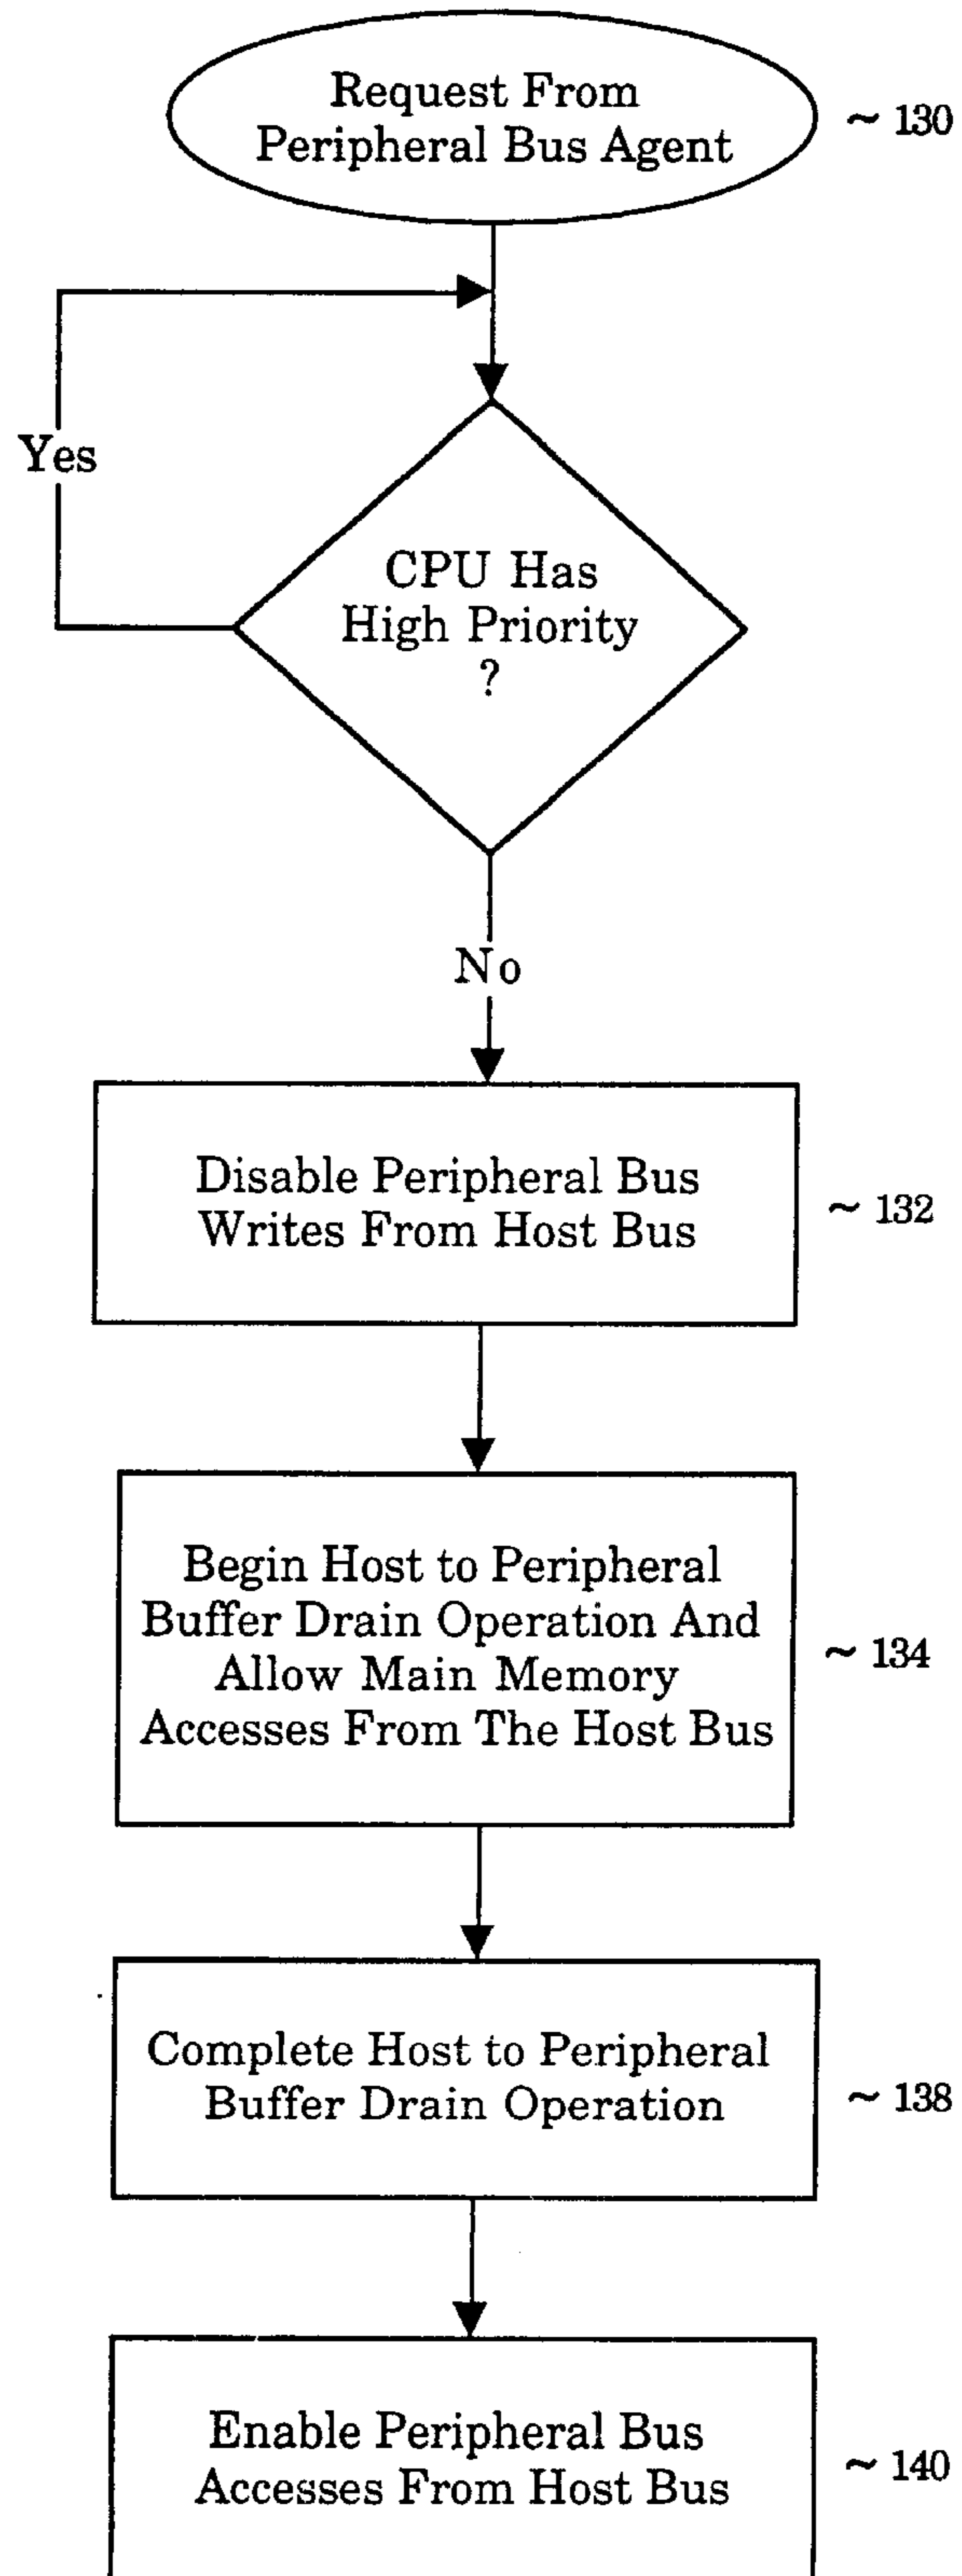 Request From
Peripheral Bus Agent
~ 130
Yes
CPU Has
High Priority
?
No
Disable Peripheral Bus
Writes From Host Bus
~ 132
Begin Host to Peripheral
Buffer Drain Operation And
Allow Main Memory
Accesses From The Host Bus
~ 134
Complete Host to Peripheral
Buffer Drain Operation
~ 138
Enable Peripheral Bus
Accesses From Host Bus
~ 140